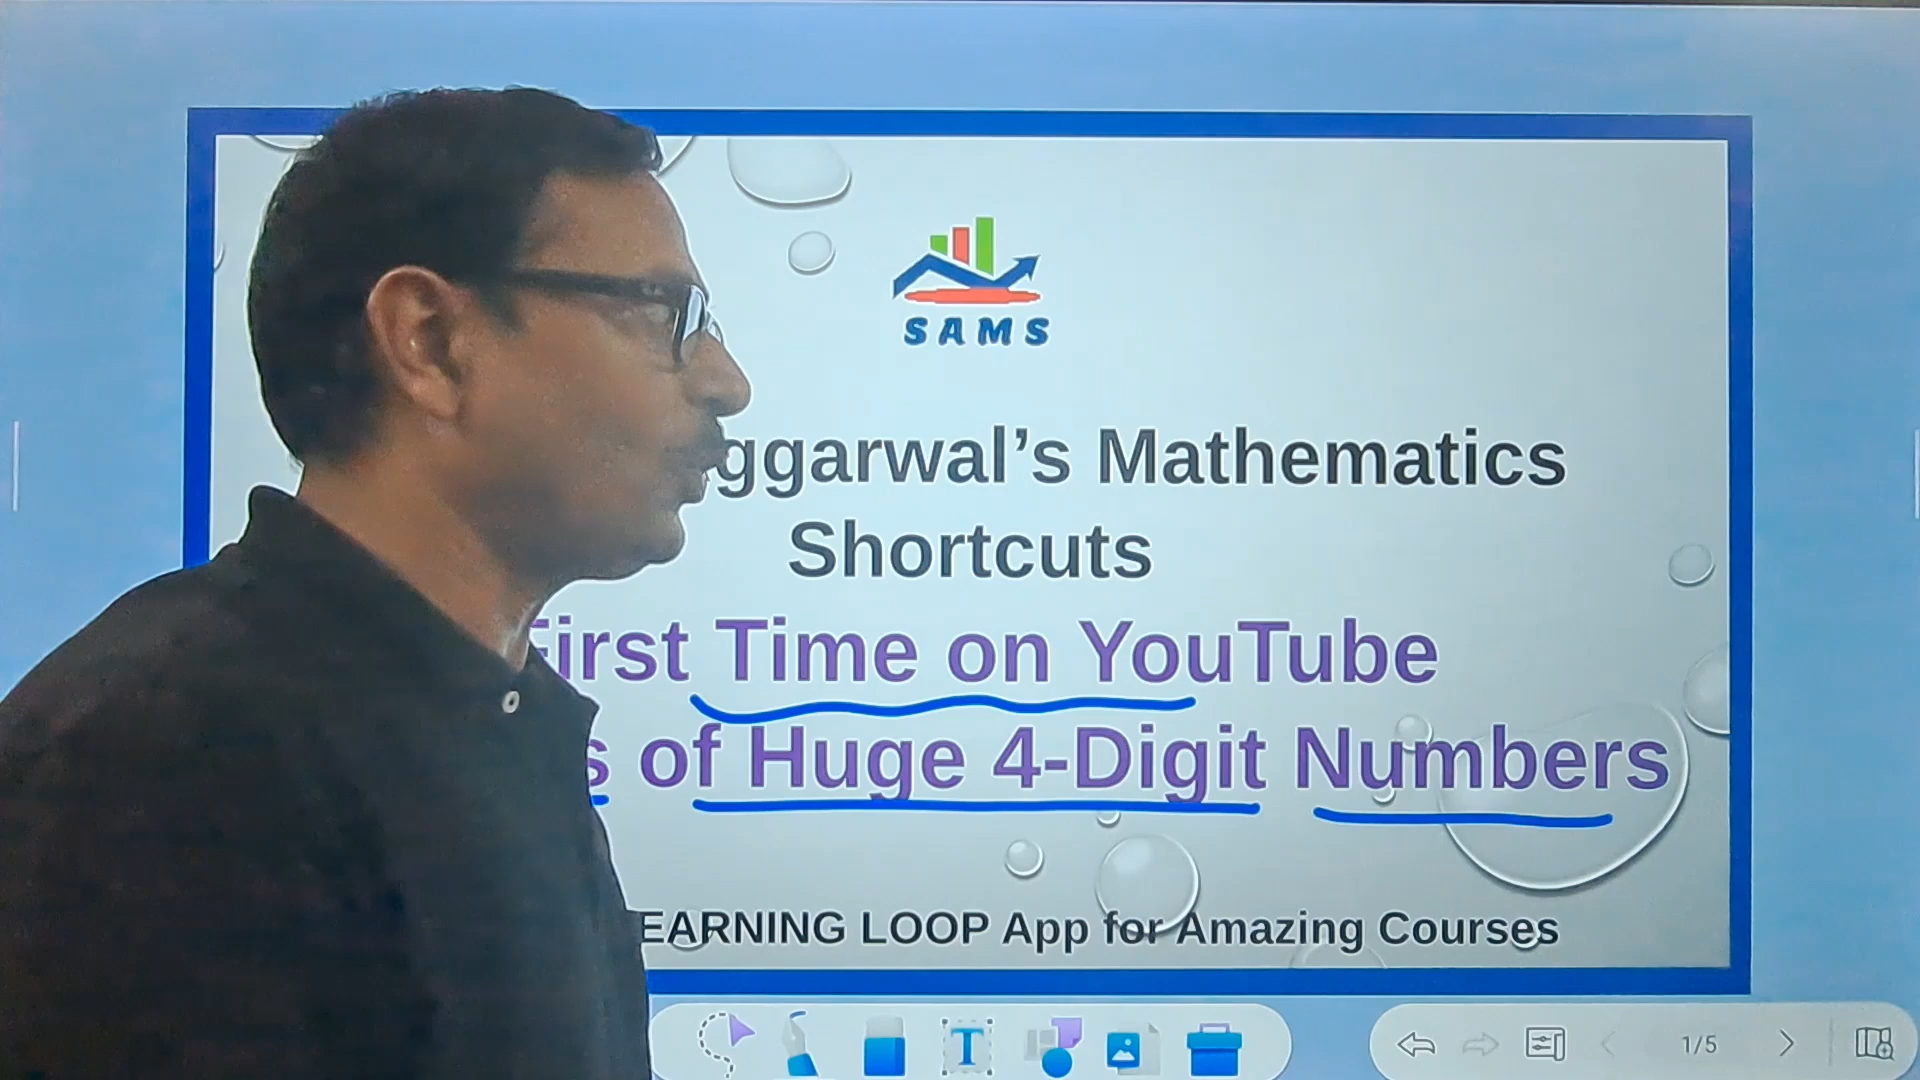 SAMS
ggarwal's Mathematics
Shortcuts
First Time on YouTube
s of Huge 4-Digit Numbers
EARNING LOOP App for Amazing Courses
T
1/5